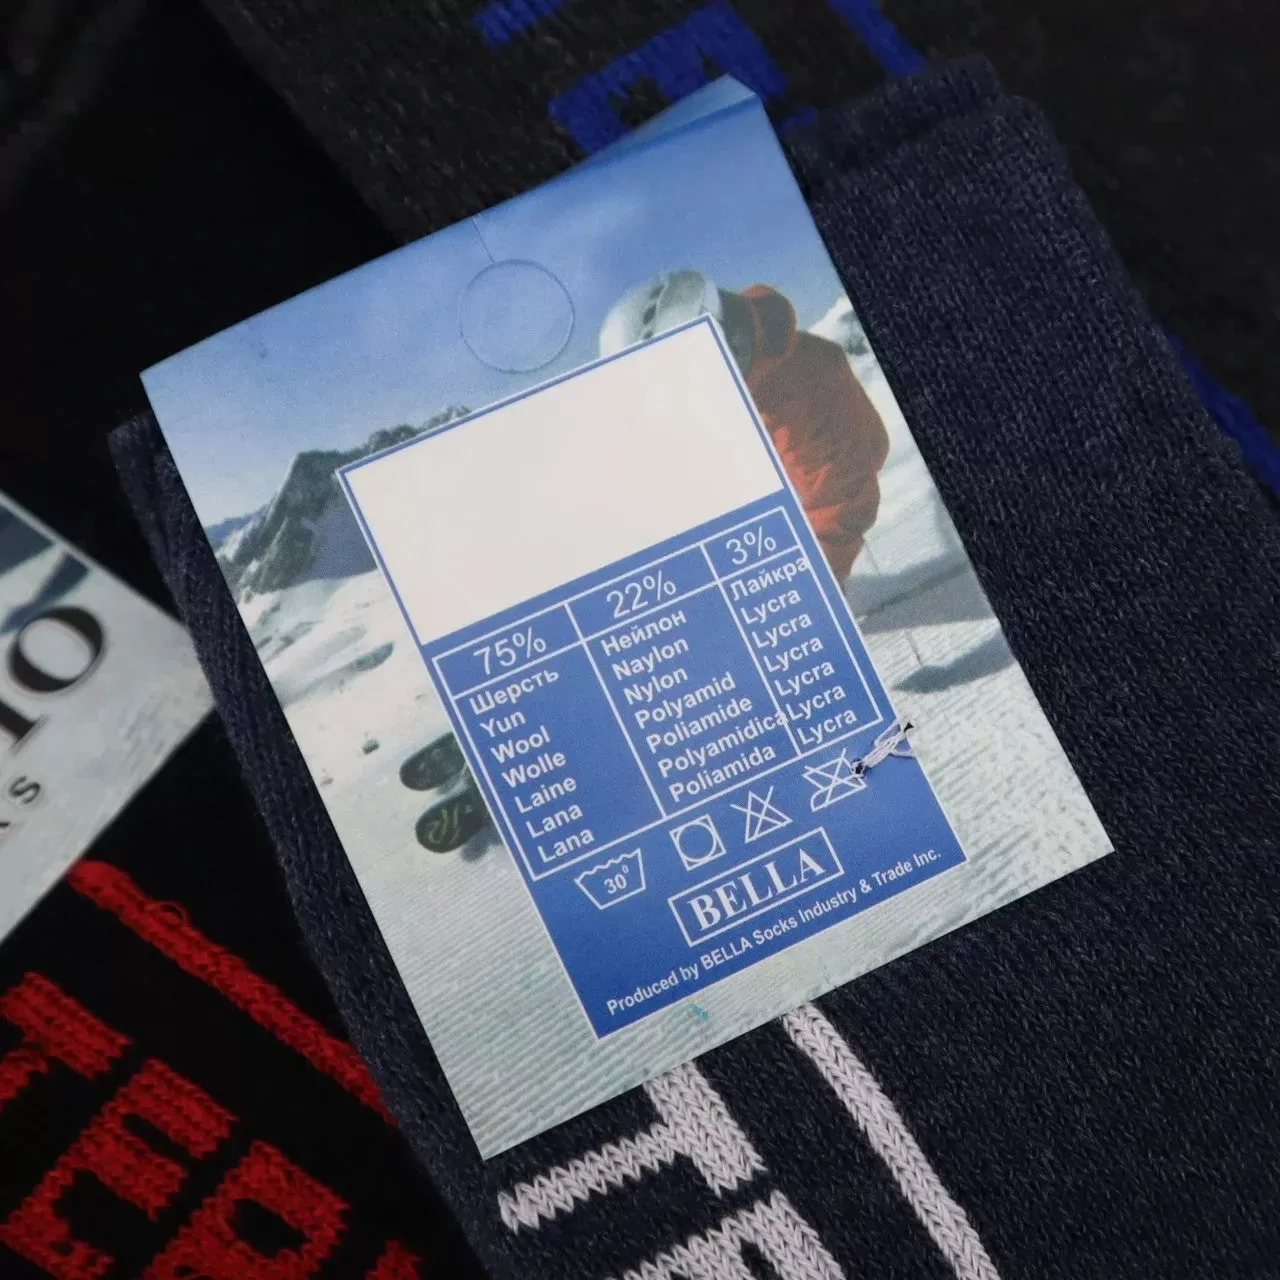 75%
Шерсть
Yun
Wool
Wolle
Laine
Lana
Lana
22%
Нейлон
Naylon
Nylon
Polyamid
Poliamide
Polyamidica
Poliamida
3%
Лайкра
Lycra
Lycra
Lycra
Lycra
Lycra
Lycra
30°
BELLA
Produced by BELLA Socks Industry & Trade Inc.